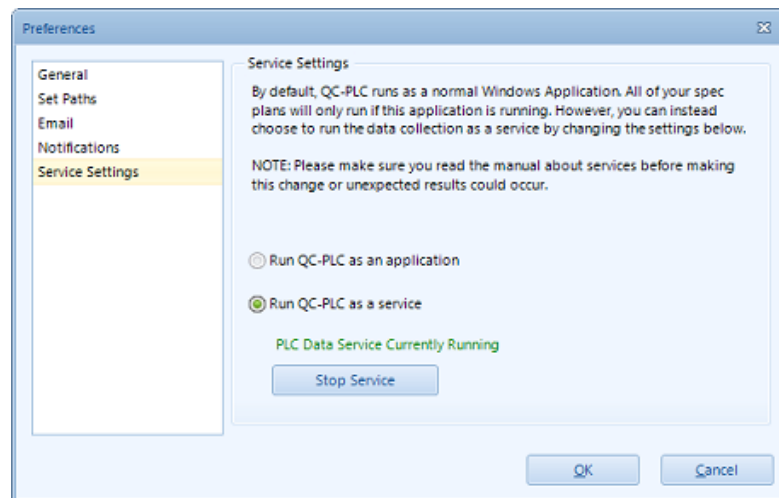 Preferences
General
Set Paths
Email
Notifications
Service Settings
Service Settings
By default, QC-PLC runs as a normal Windows Application. All of your spec
plans will only run if this application is running. However, you can instead
choose to run the data collection as a service by changing the settings below.
NOTE: Please make sure you read the manual about services before making
this change or unexpected results could occur.
Run QC-PLC as an application
Run QC-PLC as a service
PLC Data Service Currently Running
Stop Service
OK
Cancel